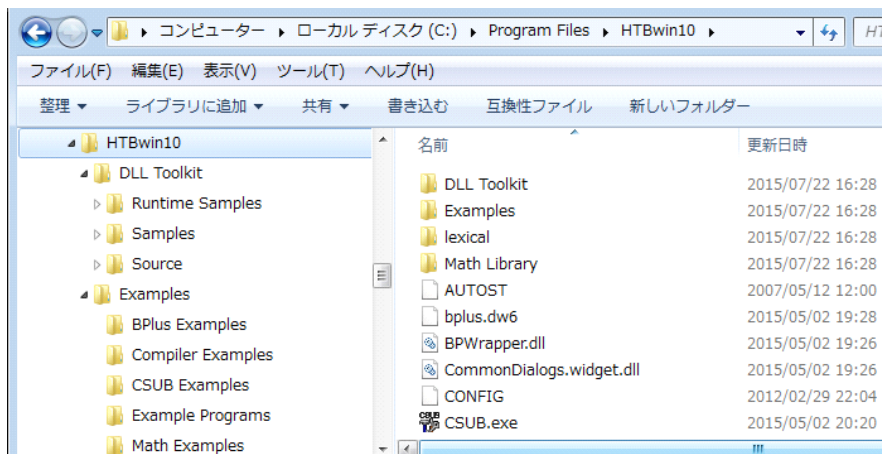 コンピューター ローカル ディスク (C:) Program Files HTBwin10 HT
ファイル(F) 編集(E) 表示(V) ツール(T) ヘルプ(H)
整理 ライブラリに追加 共有 書き込む 互換性ファイル 新しいフォルダー
HTBwin10
DLL Toolkit
Runtime Samples
Samples
Source
Examples
BPlus Examples
Compiler Examples
CSUB Examples
Example Programs
Math Examples
名前 更新日時
DLL Toolkit 2015/07/22 16:28
Examples 2015/07/22 16:28
lexical 2015/07/22 16:28
Math Library 2015/07/22 16:28
AUTOST 2007/05/12 12:00
bplus.dw6 2015/05/02 19:28
BPWrapper.dll 2015/05/02 19:26
CommonDialogs.widget.dll 2015/05/02 19:26
CONFIG 2012/02/29 22:04
CSUB.exe 2015/05/02 20:20